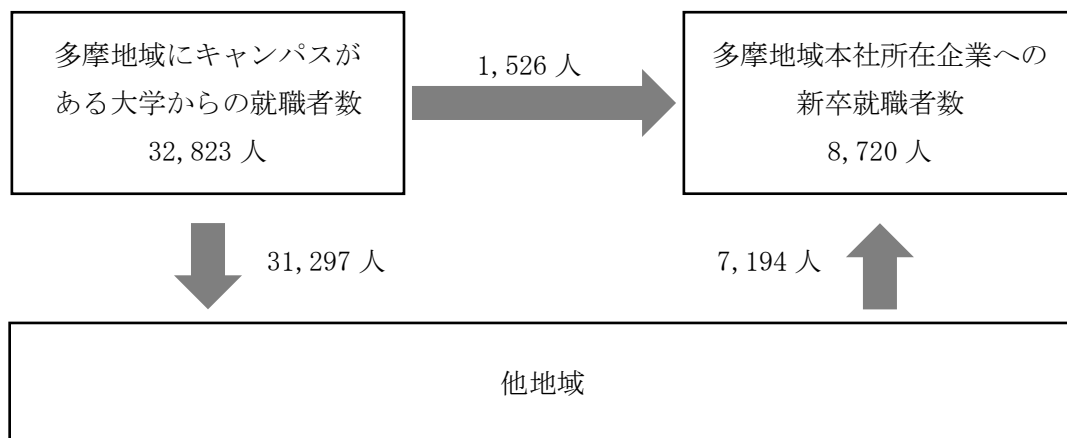 多摩地域にキャンパスが
ある大学からの就職者数
32,823 人
1,526 人
多摩地域本社所在企業への
新卒就職者数
8,720 人
31,297 人
7,194 人
他地域